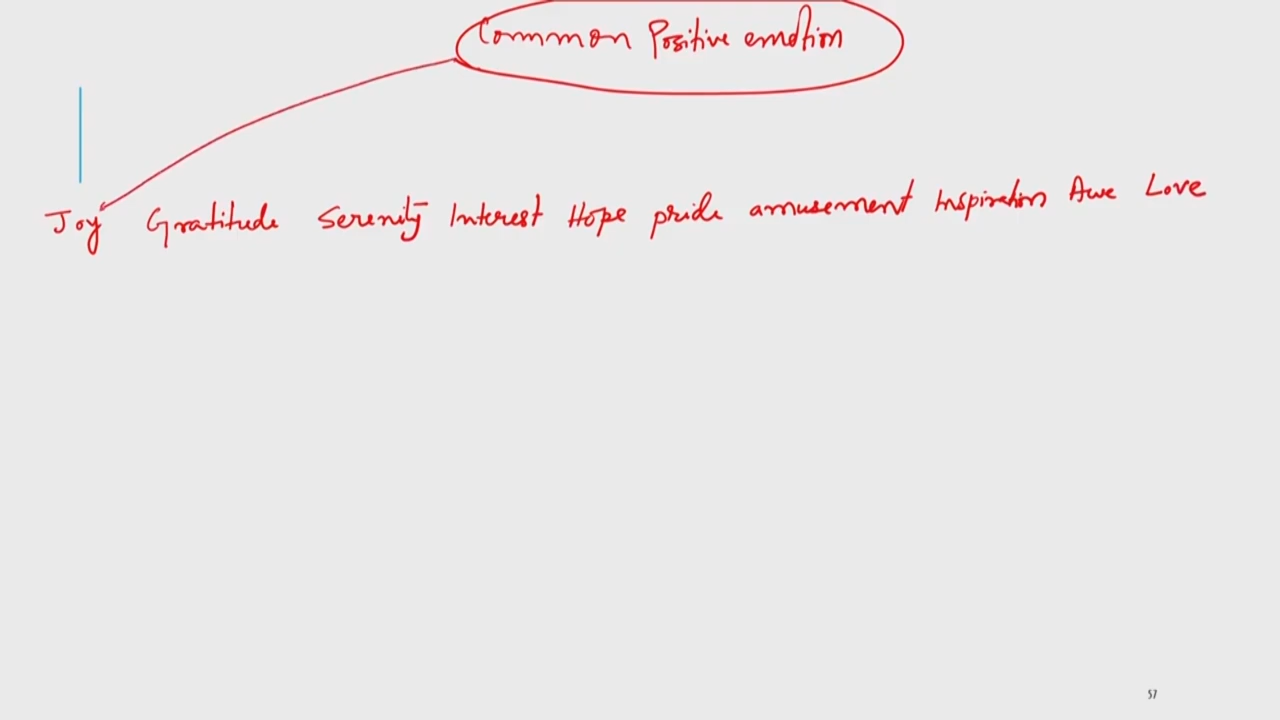 Common Positive emotion
Joy Gratitude Serenity Interest Hope pride amusement Inspiration Awe Love
57